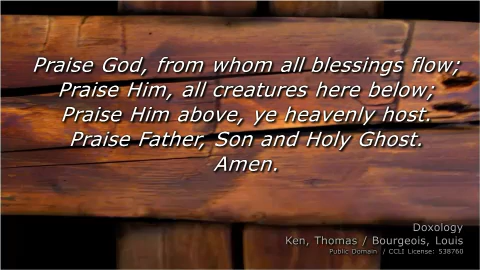 Praise God, from whom all blessings flow;
Praise Him, all creatures here below;
Praise Him above, ye heavenly host.
Praise Father, Son and Holy Ghost.
Amen.
Doxology
Ken, Thomas / Bourgeois, Louis
Public Domain / CCLI License: 538760